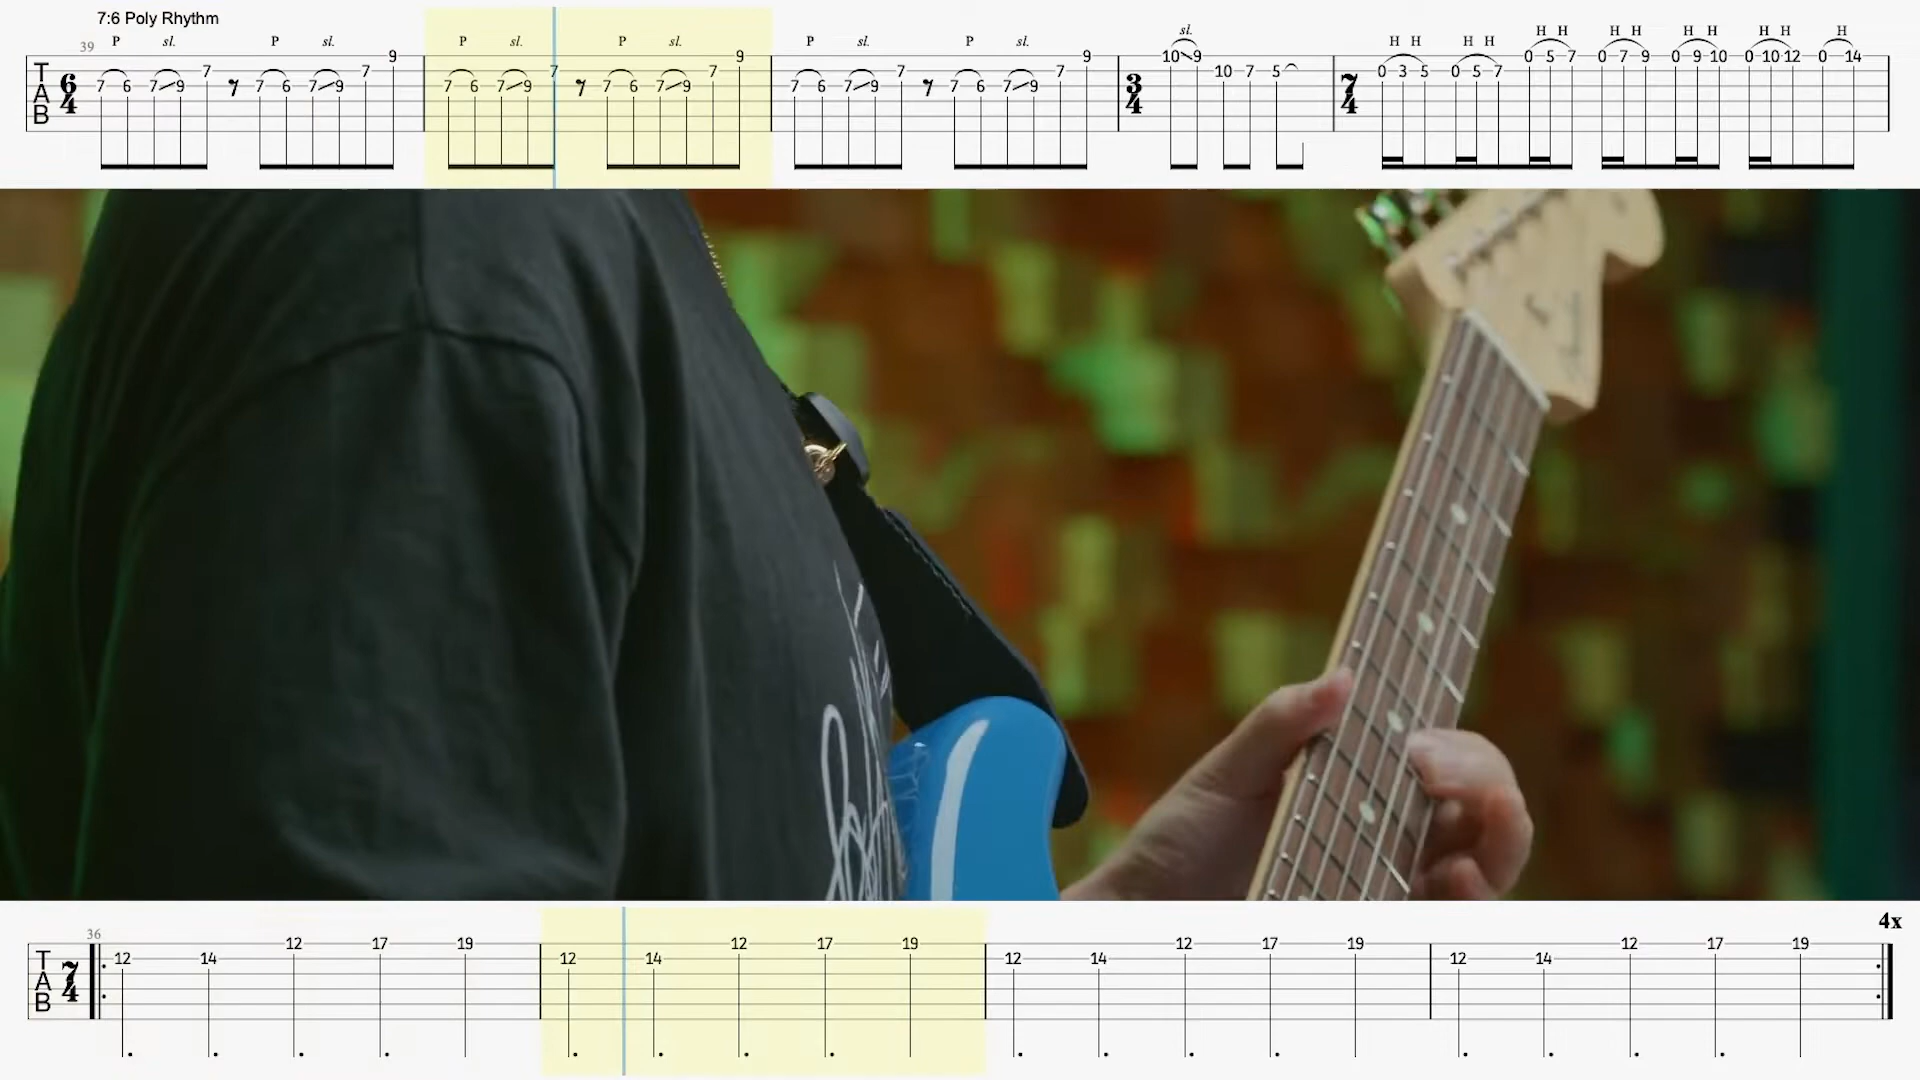 7:6 Poly Rhythm
39 P sl. P sl. P sl. P sl. P sl. P sl. sl. H H H H H H H H H H H H H
T A B 6 4 7 6 7 9 7 7 6 7 9 7 9 7 6 7 9 7 7 6 7 9 7 9 7 6 7 9 7 7 6 7 9 7 9 3 4 10 9 10 7 5 7 4 0 3 5 0 5 7 0 5 7 0 7 9 0 9 10 0 10 12 0 14
4x
36
T A B 7 4 12 14 12 17 19 12 14 12 17 19 12 14 12 17 19 12 14 12 17 19